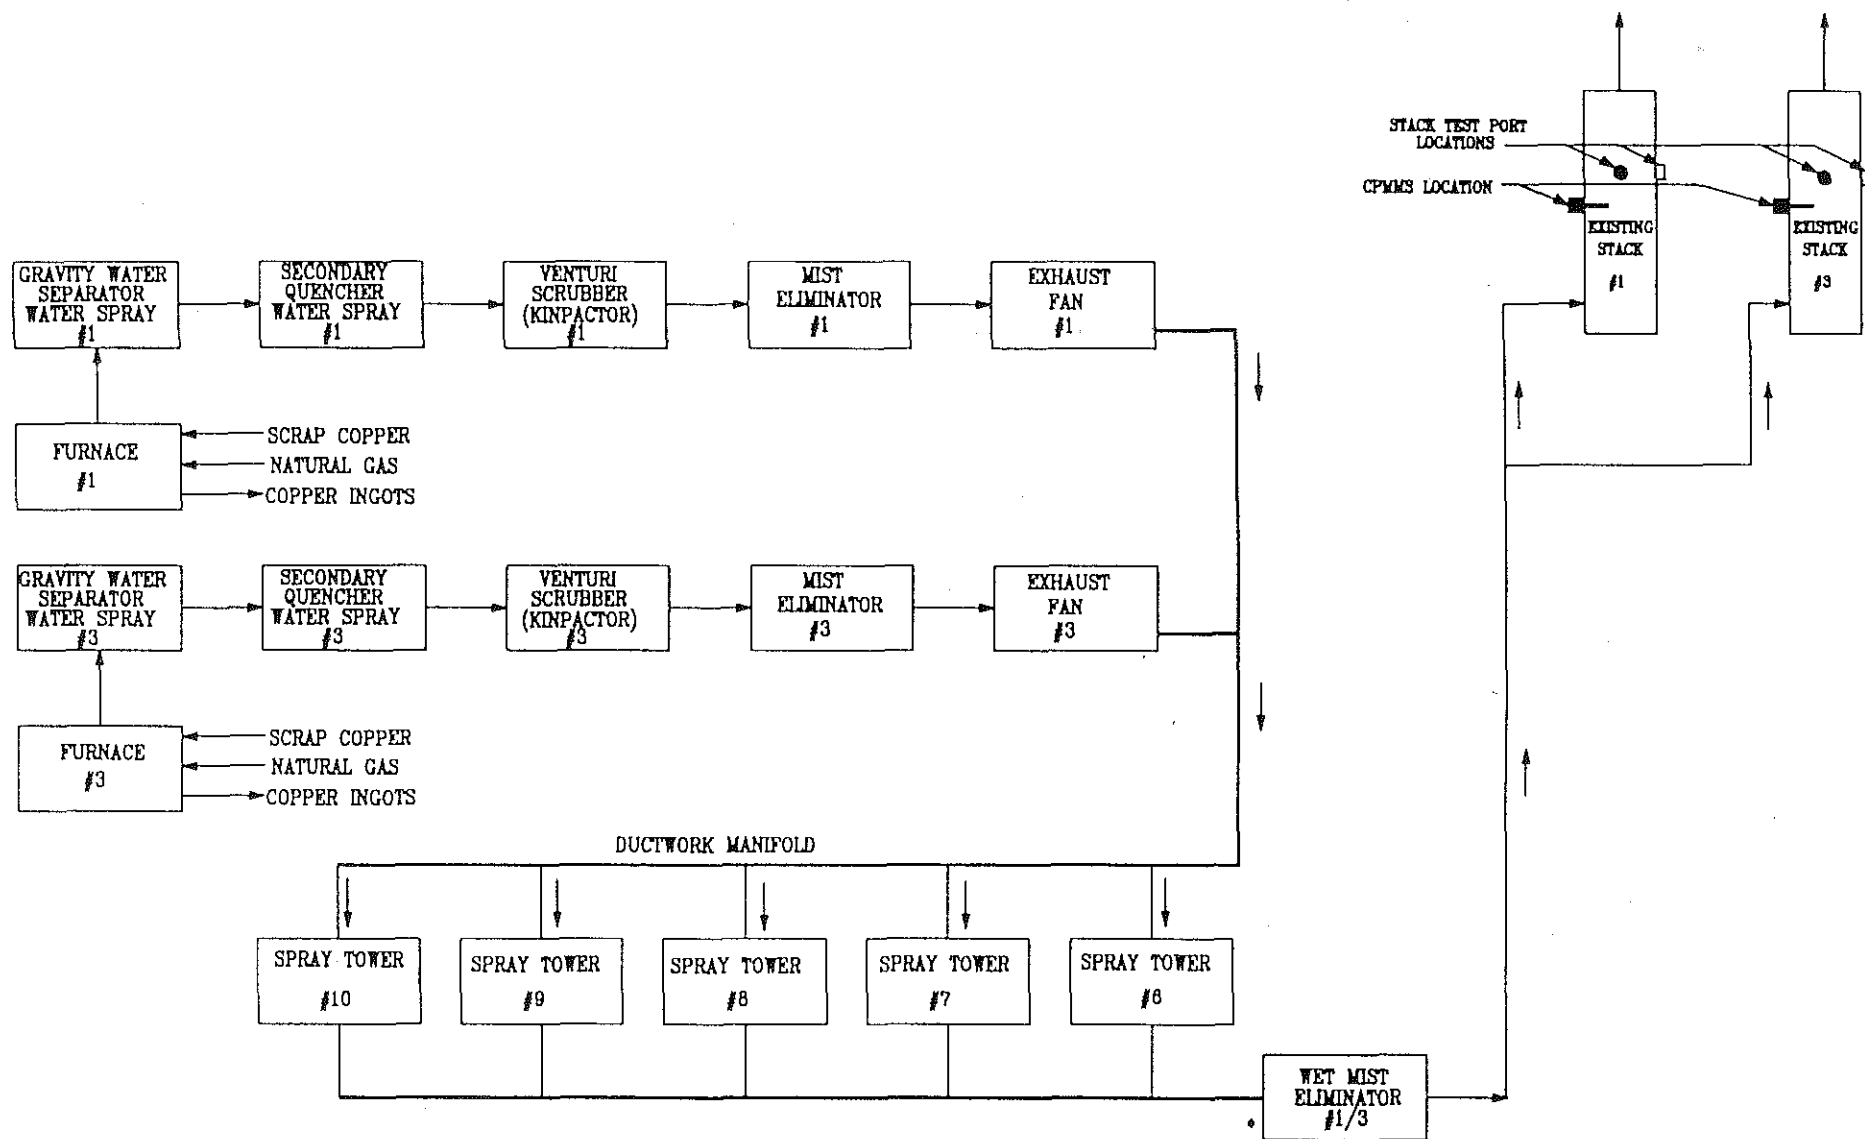 STACK TEST PORT
LOCATIONS
CPMMS LOCATION
EXISTING
STACK
#1
EXISTING
STACK
#3
GRAVITY WATER
SEPARATOR
WATER SPRAY
#1
SECONDARY
QUENCHER
WATER SPRAY
#1
VENTURI
SCRUBBER
(KINPACTOR)
#1
MIST
ELIMINATOR
#1
EXHAUST
FAN
#1
FURNACE
#1
SCRAP COPPER
NATURAL GAS
COPPER INGOTS
GRAVITY WATER
SEPARATOR
WATER SPRAY
#3
SECONDARY
QUENCHER
WATER SPRAY
#3
VENTURI
SCRUBBER
(KINPACTOR)
#3
MIST
ELIMINATOR
#3
EXHAUST
FAN
#3
FURNACE
#3
SCRAP COPPER
NATURAL GAS
COPPER INGOTS
DUCTWORK MANIFOLD
SPRAY TOWER
#10
SPRAY TOWER
#9
SPRAY TOWER
#8
SPRAY TOWER
#7
SPRAY TOWER
#6
WET MIST
ELIMINATOR
#1/3